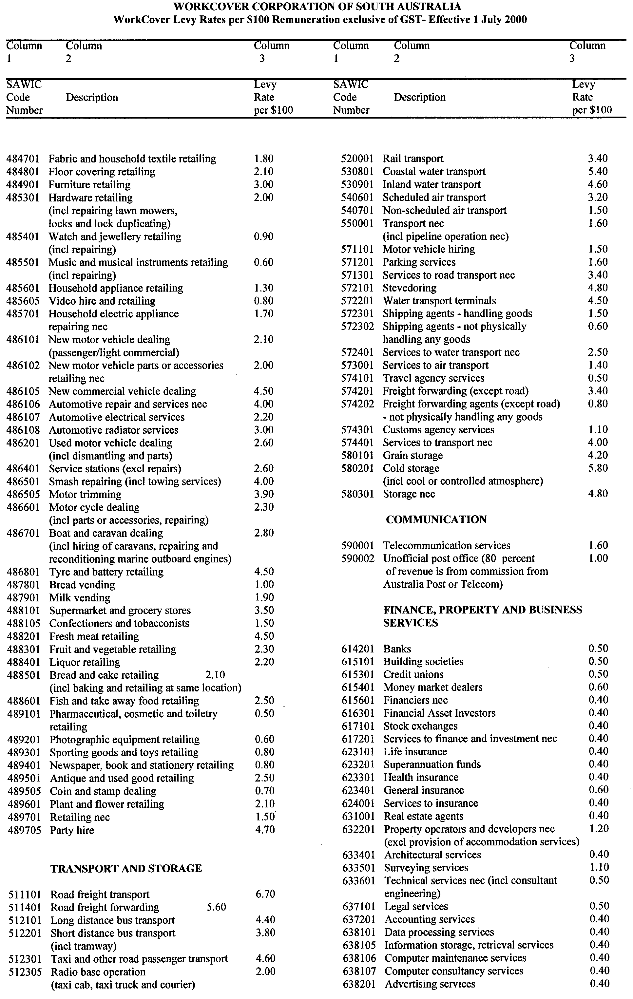 WORKCOVER CORPORATION OF SOUTH AUSTRALIA
WorkCover Levy Rates per $100 Remuneration exclusive of GST- Effective 1 July 2000
Column Column Column Column Column Column
1 2 3 1 2 3
SAWIC Levy SAWIC Levy
Code Description Rate Code Description Rate
Number per $100 Number per $100
484701 Fabric and household textile retailing 1.80
484801 Floor covering retailing 2.10
484901 Furniture retailing 3.00
485301 Hardware retailing 2.00
(incl repairing lawn mowers,
locks and lock duplicating)
485401 Watch and jewellery retailing 0.90
(incl repairing)
485501 Music and musical instruments retailing 0.60
(incl repairing)
485601 Household appliance retailing 1.30
485605 Video hire and retailing 0.80
485701 Household electric appliance 1.70
repairing nec
486101 New motor vehicle dealing 2.10
(passenger/light commercial)
486102 New motor vehicle parts or accessories 2.00
retailing nec
486105 New commercial vehicle dealing 4.50
486106 Automotive repair and services nec 4.00
486107 Automotive electrical services 2.20
486108 Automotive radiator services 3.00
486201 Used motor vehicle dealing 2.60
(incl dismantling and parts)
486401 Service stations (excl repairs) 2.60
486501 Smash repairing (incl towing services) 4.00
486505 Motor trimming 3.90
486601 Motor cycle dealing 2.30
(incl parts or accessories, repairing)
486701 Boat and caravan dealing 2.80
(incl hiring of caravans, repairing and
reconditioning marine outboard engines)
486801 Tyre and battery retailing 4.50
487801 Bread vending 1.00
487901 Milk vending 1.90
488101 Supermarket and grocery stores 3.50
488105 Confectioners and tobacconists 1.50
488201 Fresh meat retailing 4.50
488301 Fruit and vegetable retailing 2.30
488401 Liquor retailing 2.20
488501 Bread and cake retailing 2.10
(incl baking and retailing at same location)
488601 Fish and take away food retailing 2.50
489101 Pharmaceutical, cosmetic and toiletry 0.50
retailing
489201 Photographic equipment retailing 0.60
489301 Sporting goods and toys retailing 0.80
489401 Newspaper, book and stationery retailing 0.80
489501 Antique and used good retailing 2.50
489505 Coin and stamp dealing 0.70
489601 Plant and flower retailing 2.10
489701 Retailing nec 1.50
489705 Party hire 4.70
TRANSPORT AND STORAGE
511101 Road freight transport 6.70
511401 Road freight forwarding 5.60
512101 Long distance bus transport 4.40
512201 Short distance bus transport 3.80
(incl tramway)
512301 Taxi and other road passenger transport 4.60
512305 Radio base operation 2.00
(taxi cab, taxi truck and courier)
520001 Rail transport 3.40
530801 Coastal water transport 5.40
530901 Inland water transport 4.60
540601 Scheduled air transport 3.20
540701 Non-scheduled air transport 1.50
550001 Transport nec 1.60
(incl pipeline operation nec)
571101 Motor vehicle hiring 1.50
571201 Parking services 1.60
571301 Services to road transport nec 3.40
572101 Stevedoring 4.80
572201 Water transport terminals 4.50
572301 Shipping agents - handling goods 1.50
572302 Shipping agents - not physically 0.60
handling any goods
572401 Services to water transport nec 2.50
573001 Services to air transport 1.40
574101 Travel agency services 0.50
574201 Freight forwarding (except road) 3.40
574202 Freight forwarding agents (except road) 0.80
- not physically handling any goods
574301 Customs agency services 1.10
574401 Services to transport nec 4.00
580101 Grain storage 4.20
580201 Cold storage 5.80
(incl cool or controlled atmosphere)
580301 Storage nec 4.80
COMMUNICATION
590001 Telecommunication services 1.60
590002 Unofficial post office (80 percent 1.00
of revenue is from commission from
Australia Post or Telecom)
FINANCE, PROPERTY AND BUSINESS
SERVICES
614201 Banks 0.50
615101 Building societies 0.50
615301 Credit unions 0.50
615401 Money market dealers 0.60
615601 Financiers nec 0.40
616301 Financial Asset Investors 0.40
617101 Stock exchanges 0.40
617201 Services to finance and investment nec 0.40
623101 Life insurance 0.40
623201 Superannuation funds 0.40
623301 Health insurance 0.40
623401 General insurance 0.60
624001 Services to insurance 0.40
631001 Real estate agents 0.40
632201 Property operators and developers nec 1.20
(excl provision of accommodation services)
633401 Architectural services 0.40
633501 Surveying services 1.10
633601 Technical services nec (incl consultant 0.50
engineering)
637101 Legal services 0.50
637201 Accounting services 0.40
638101 Data processing services 0.40
638105 Information storage, retrieval services 0.40
638106 Computer maintenance services 0.40
638107 Computer consultancy services 0.40
638201 Advertising services 0.40